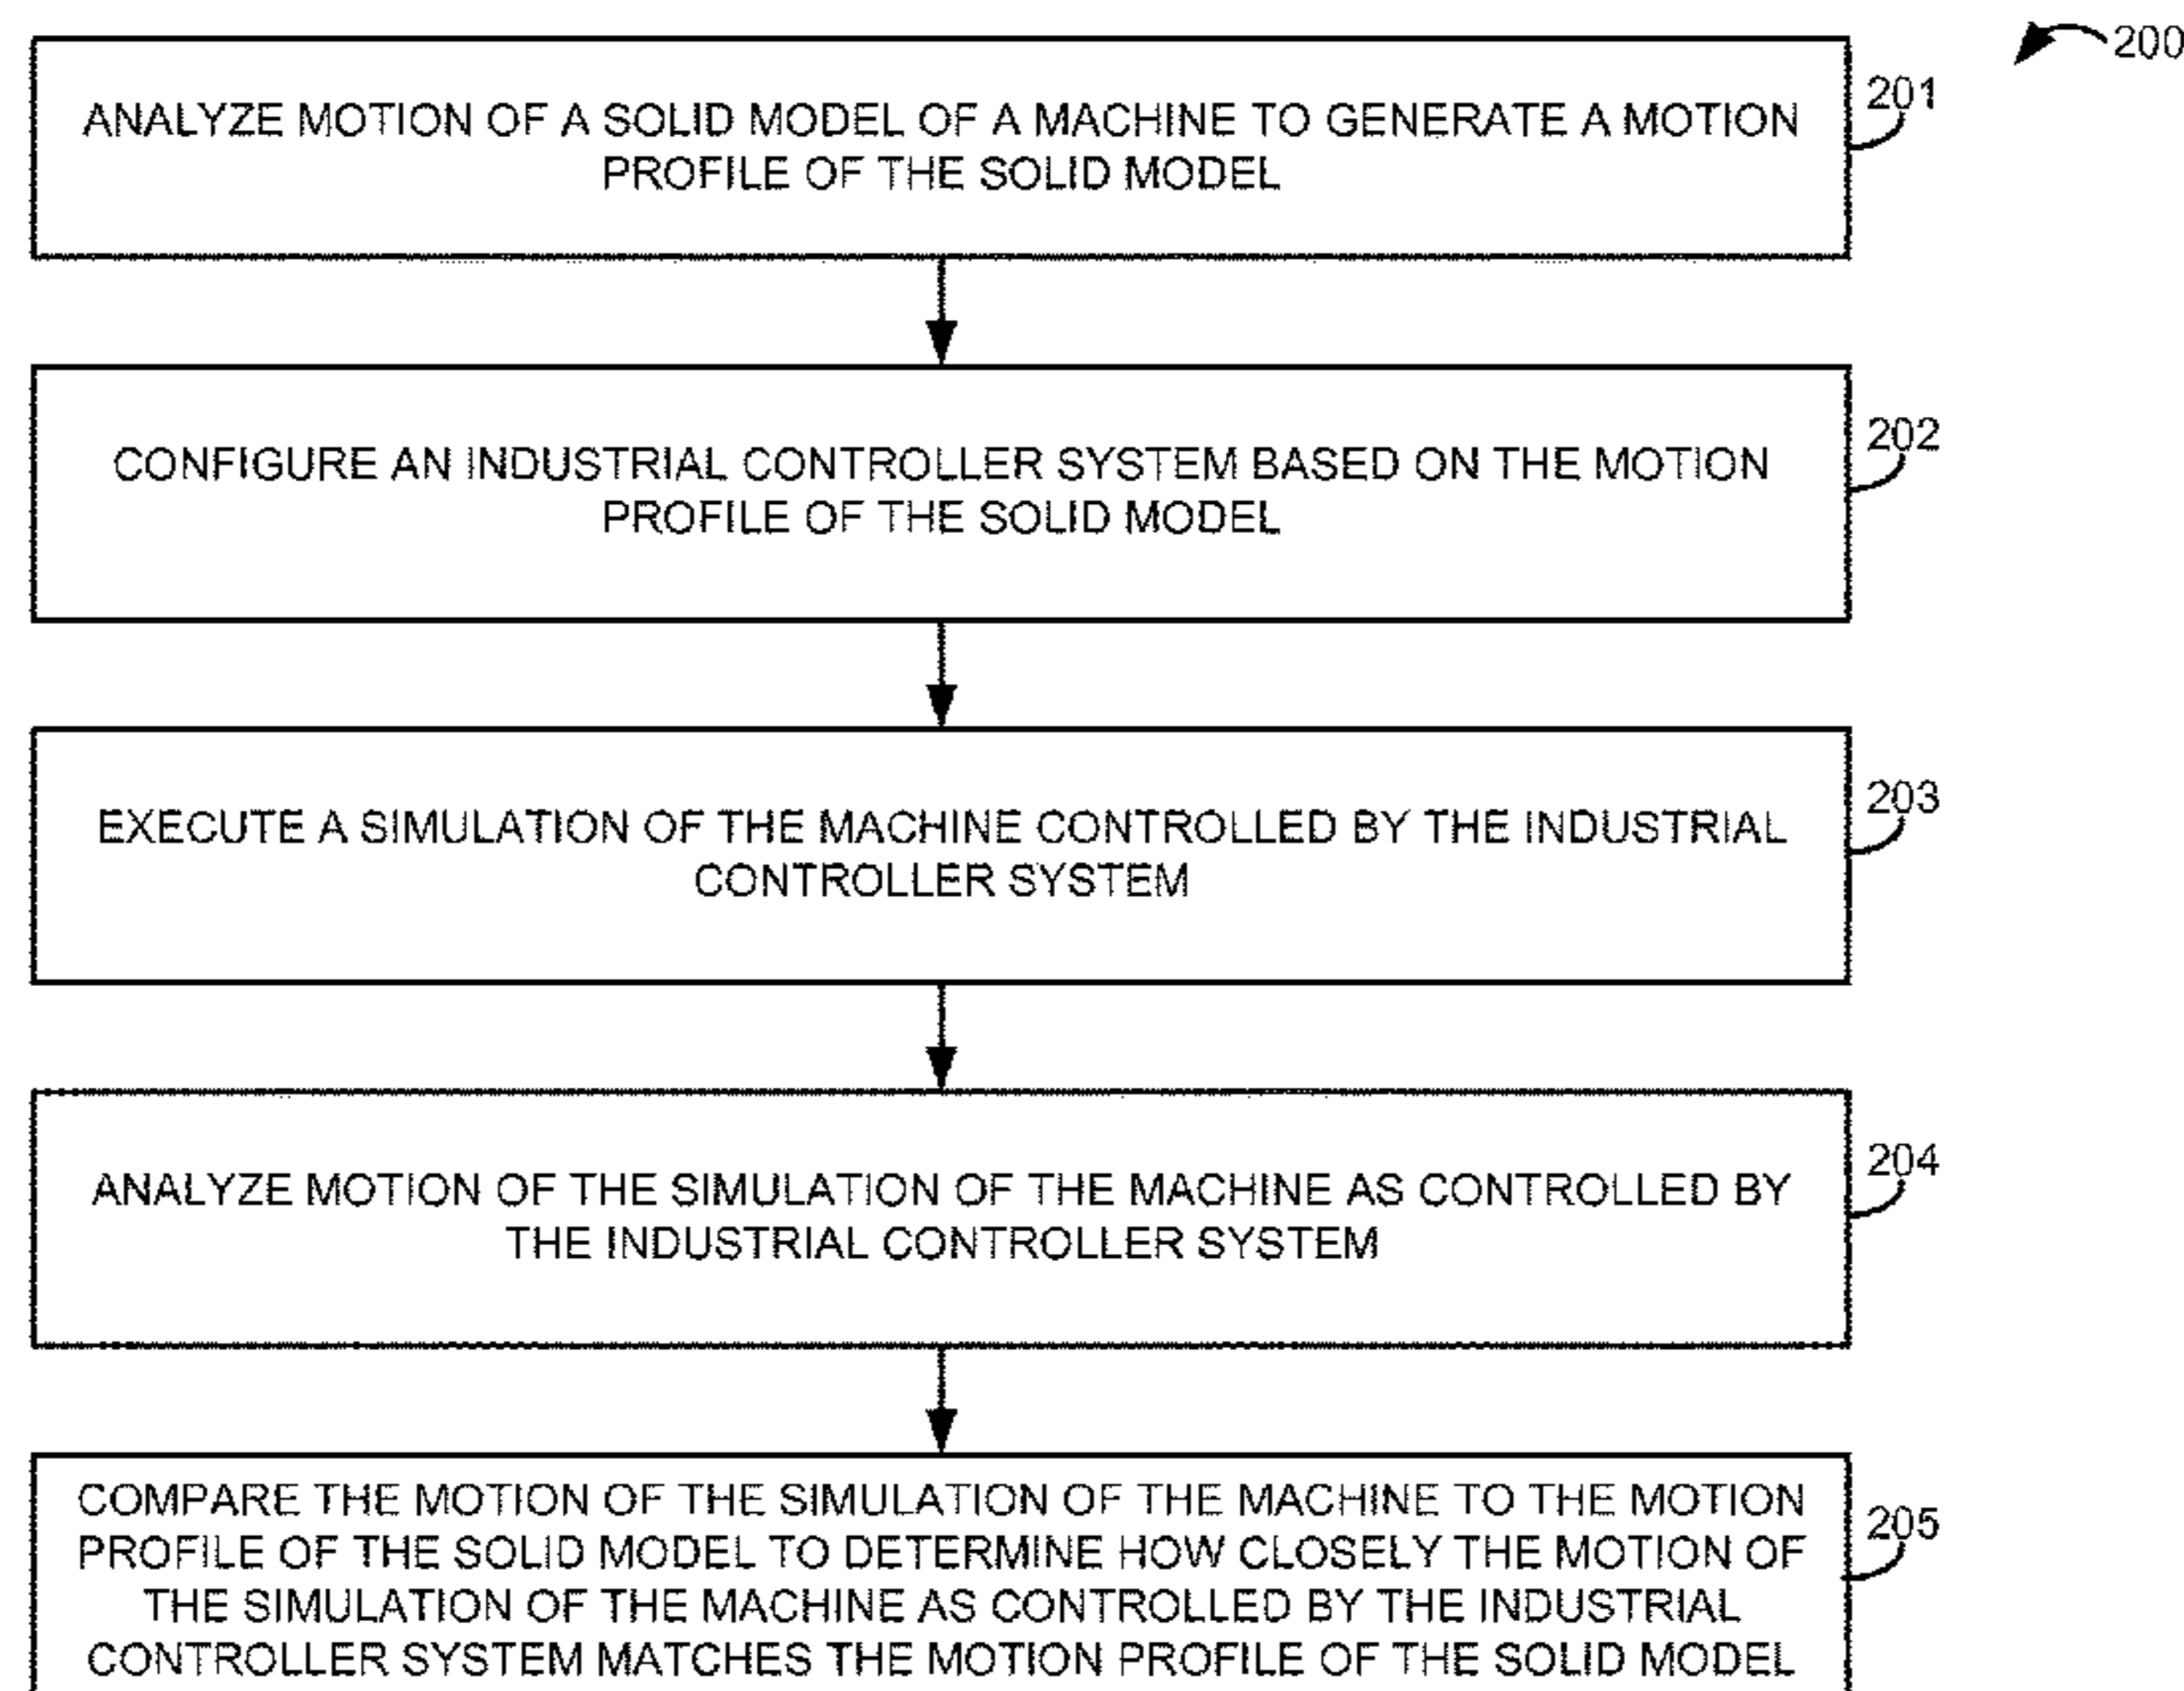 200
ANALYZE MOTION OF A SOLID MODEL OF A MACHINE TO GENERATE A MOTION
PROFILE OF THE SOLID MODEL
201
CONFIGURE AN INDUSTRIAL CONTROLLER SYSTEM BASED ON THE MOTION
PROFILE OF THE SOLID MODEL
202
EXECUTE A SIMULATION OF THE MACHINE CONTROLLED BY THE INDUSTRIAL
CONTROLLER SYSTEM
203
ANALYZE MOTION OF THE SIMULATION OF THE MACHINE AS CONTROLLED BY
THE INDUSTRIAL CONTROLLER SYSTEM
204
COMPARE THE MOTION OF THE SIMULATION OF THE MACHINE TO THE MOTION
PROFILE OF THE SOLID MODEL TO DETERMINE HOW CLOSELY THE MOTION OF
THE SIMULATION OF THE MACHINE AS CONTROLLED BY THE INDUSTRIAL
CONTROLLER SYSTEM MATCHES THE MOTION PROFILE OF THE SOLID MODEL
205